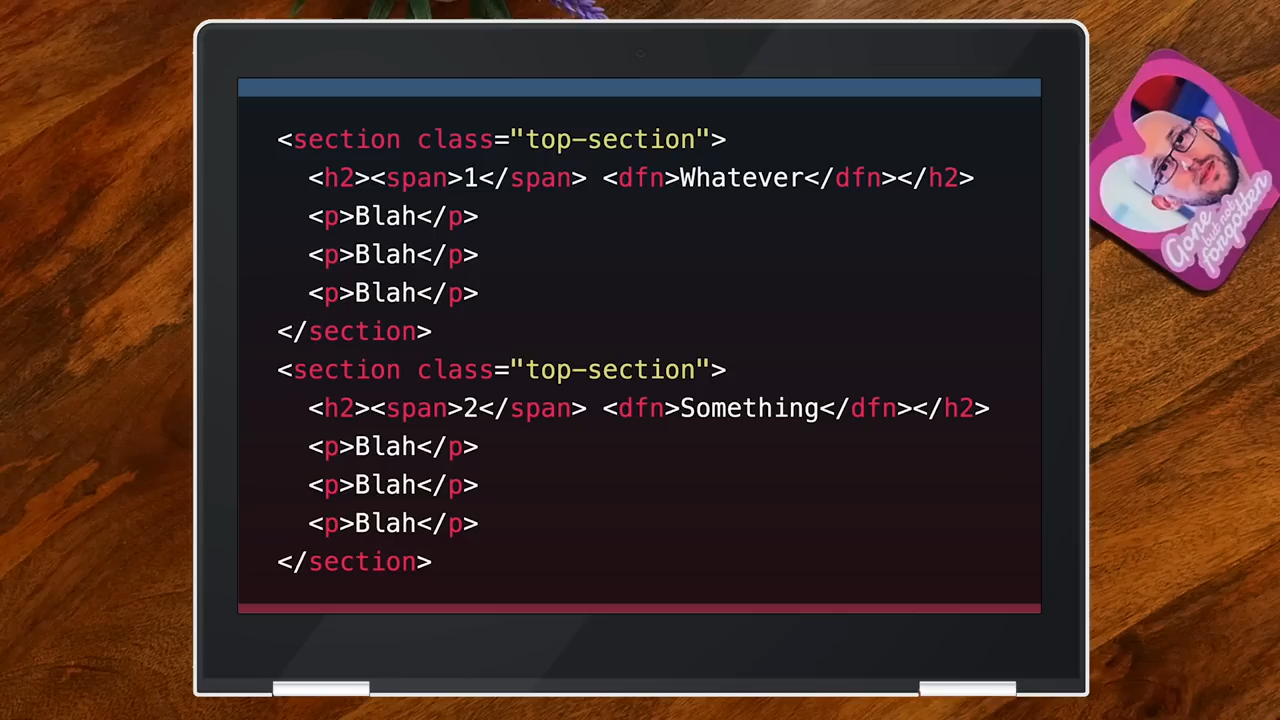 <section class="top-section">
  <h2><span>1</span> <dfn>Whatever</dfn></h2>
  <p>Blah</p>
  <p>Blah</p>
  <p>Blah</p>
</section>
<section class="top-section">
  <h2><span>2</span> <dfn>Something</dfn></h2>
  <p>Blah</p>
  <p>Blah</p>
  <p>Blah</p>
</section>
Gone
but not
forgotten